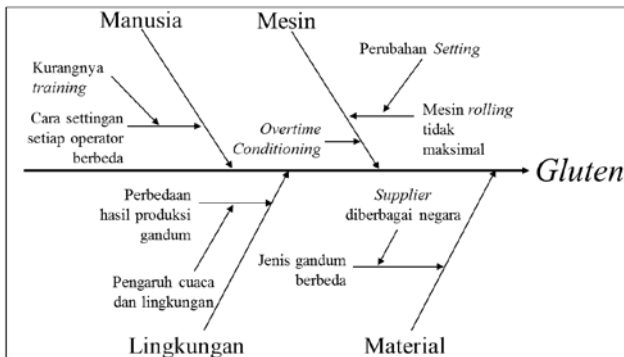 Manusia
Mesin
Kurangnya
training
Perubahan Setting
Cara settingan
setiap operator
berbeda
Overtime
Conditioning
Mesin rolling
tidak
maksimal
Gluten
Perbedaan
hasil produksi
gandum
Supplier
diberbagai negara
Pengaruh cuaca
dan lingkungan
Jenis gandum
berbeda
Lingkungan
Material